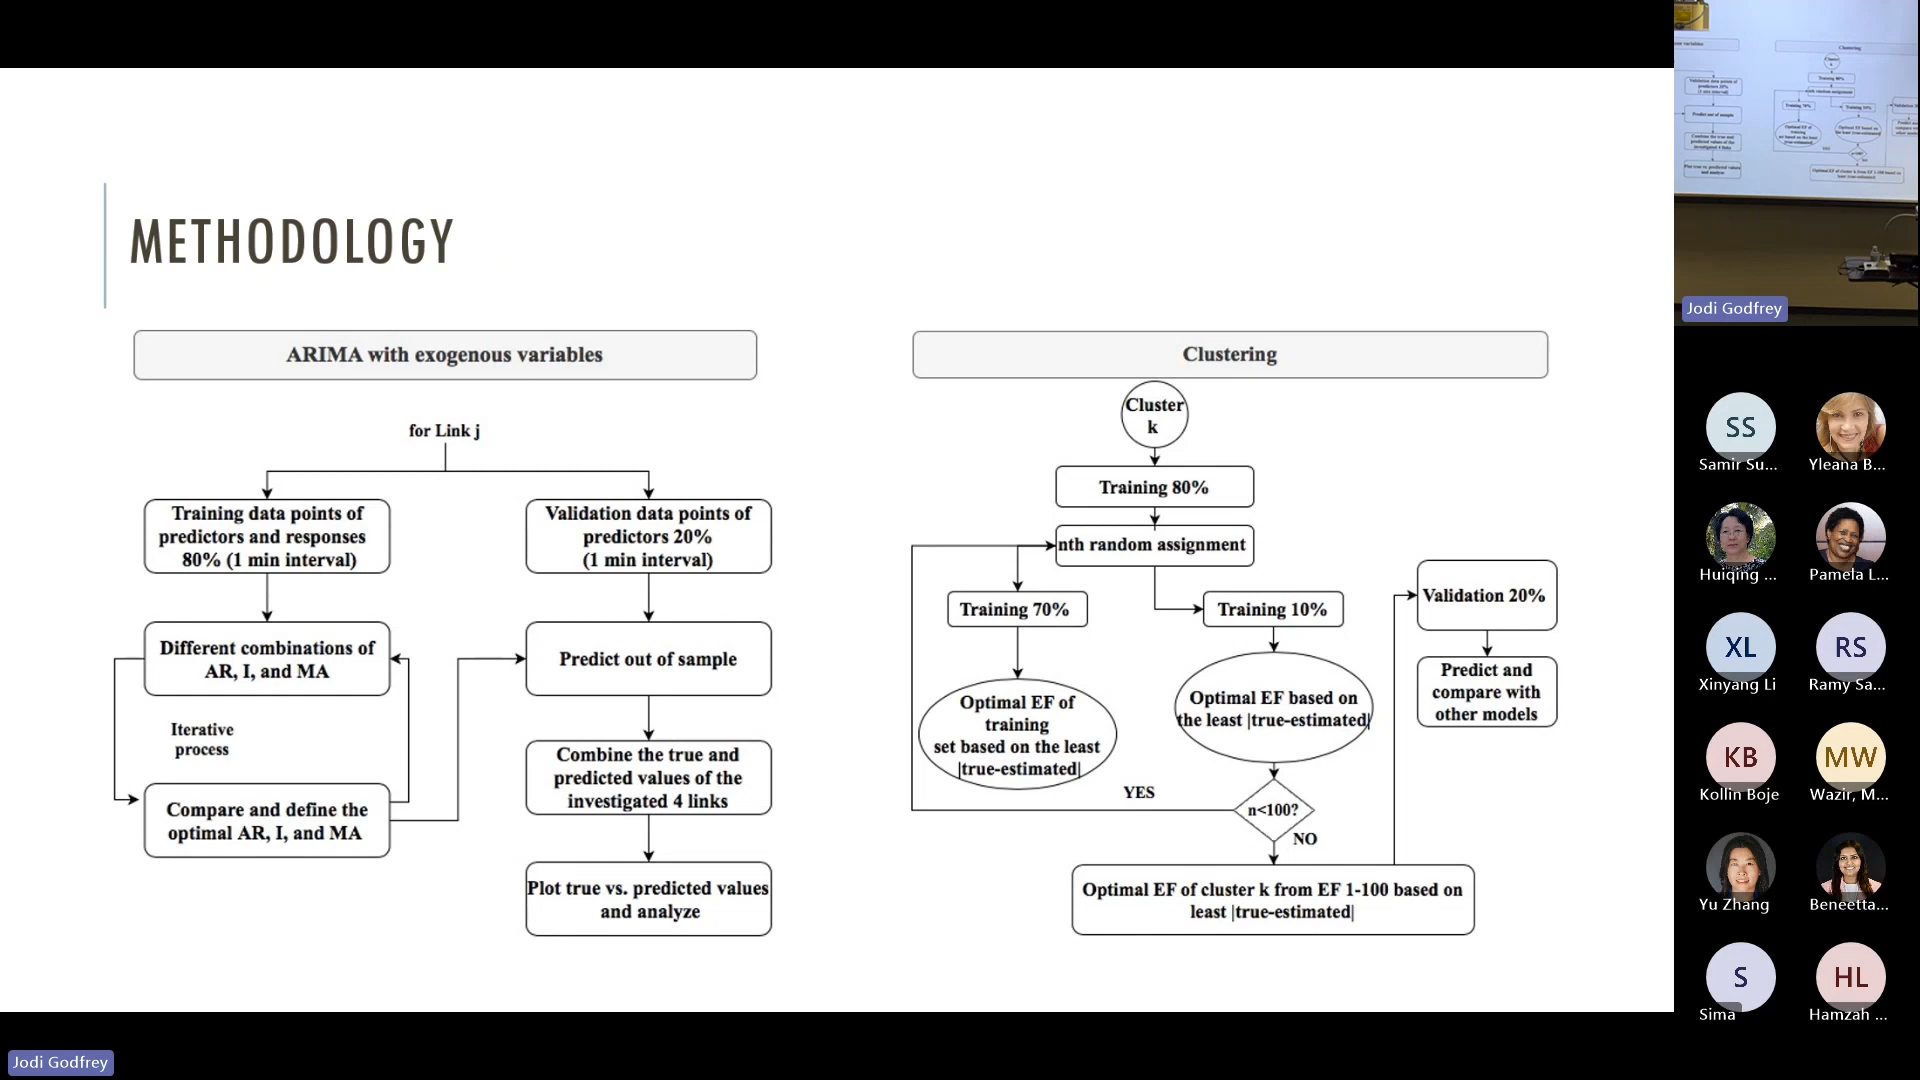 METHODOLOGY
ARIMA with exogenous variables
for Link j
Training data points of
predictors and responses
80% (1 min interval)
Validation data points of
predictors 20%
(1 min interval)
Different combinations of
AR, I, and MA
Predict out of sample
Iterative
process
Combine the true and
predicted values of the
investigated 4 links
Compare and define the
optimal AR, I, and MA
Plot true vs. predicted values
and analyze
Clustering
Cluster
k
Training 80%
nth random assignment
Training 70%
Training 10%
Validation 20%
Optimal EF of
training
set based on the least
|true-estimated|
Optimal EF based on
the least |true-estimated|
Predict and
compare with
other models
YES
n<100?
NO
Optimal EF of cluster k from EF 1-100 based on
least |true-estimated|
Clustering
Jodi Godfrey
SS
Samir Su...
Yleana B...
Huiqing ...
Pamela L...
XL
Xinyang Li
RS
Ramy Sa...
KB
Kollin Boje
MW
Wazir, M...
Yu Zhang
Beneetta...
S
Sima
HL
Hamzah ...
Jodi Godfrey